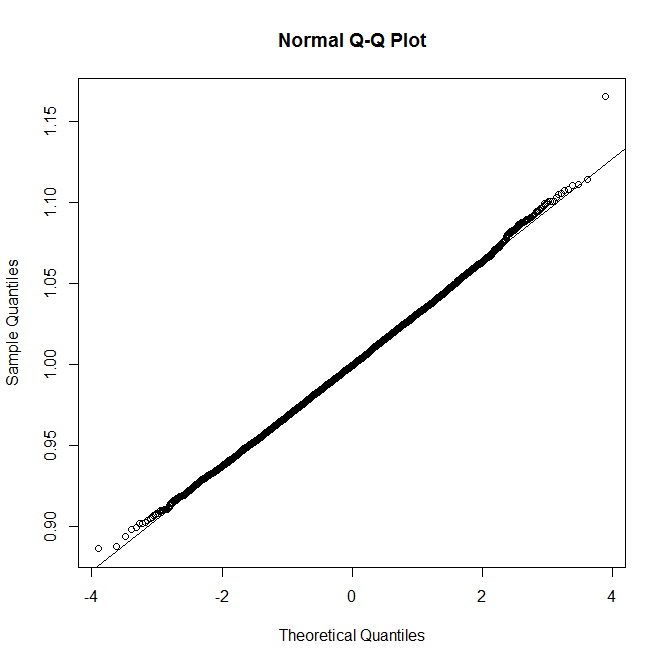 Normal Q-Q Plot
1.15
1.10
1.05
1.00
0.95
0.90
Sample Quantiles
-4 -2 0 2 4
Theoretical Quantiles